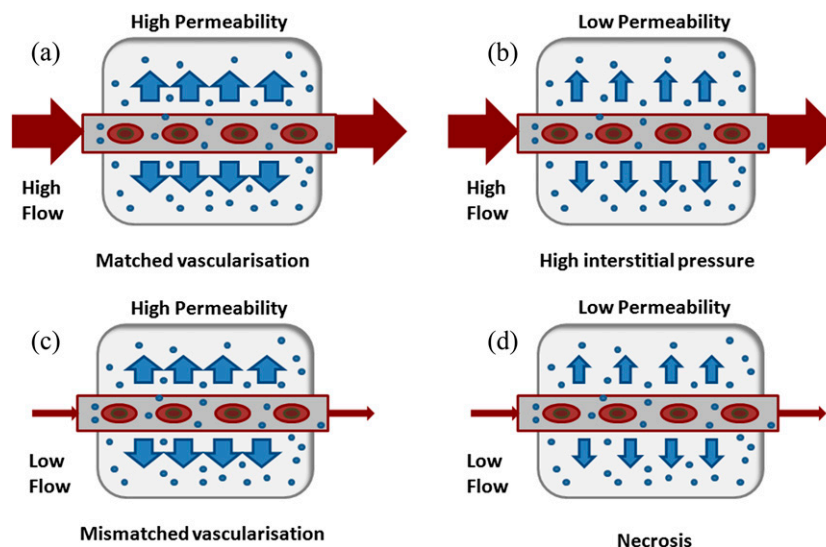 High Permeability
(a)
High
Flow
Matched vascularisation
Low Permeability
(b)
High
Flow
High interstitial pressure
High Permeability
(c)
Low
Flow
Mismatched vascularisation
Low Permeability
(d)
Low
Flow
Necrosis